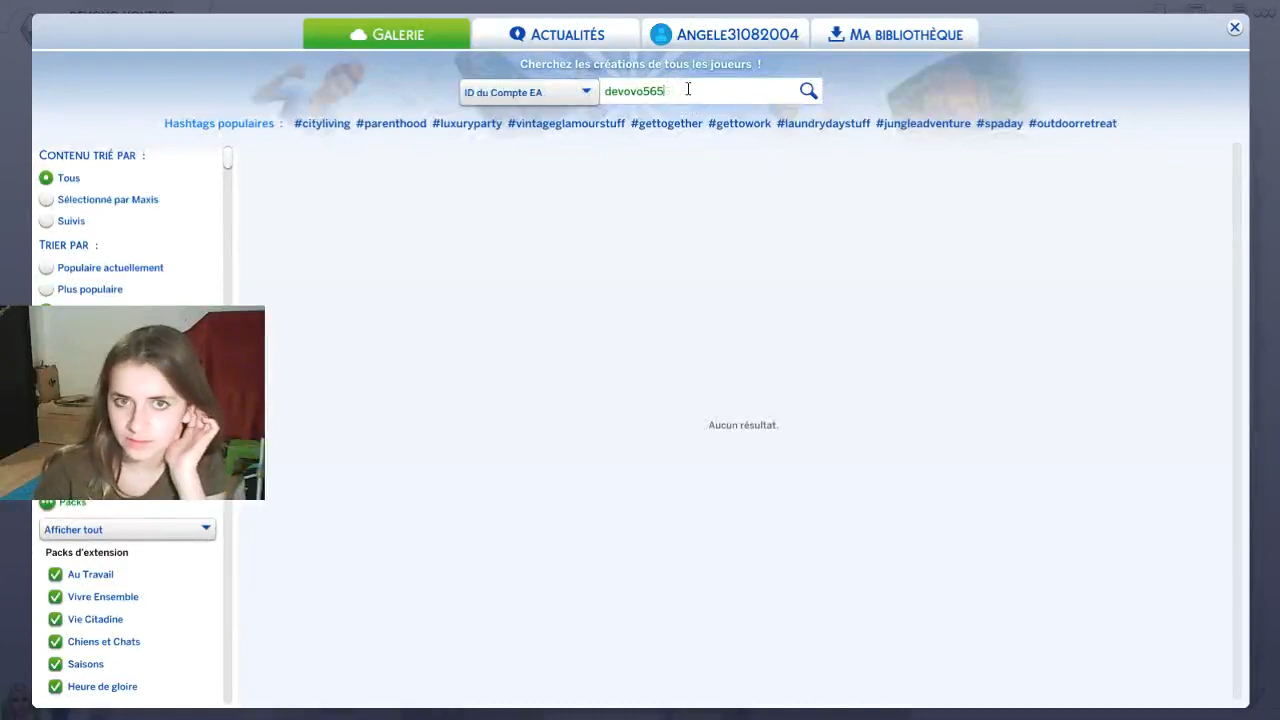 GALERIE
ACTUALITÉS
ANGELE31082004
MA BIBLIOTHÈQUE
Cherchez les créations de tous les joueurs !
ID du Compte EA
devovo565
Hashtags populaires : #cityliving #parenthood #luxuryparty #vintageglamourstuff #gettogether #gettowork #laundrydaystuff #jungleadventure #spaday #outdoorretreat
CONTENU TRIÉ PAR :
Tous
Sélectionné par Maxis
Suivis
TRIER PAR :
Populaire actuellement
Plus populaire
Aucun résultat.
Packs
Afficher tout
Packs d'extension
Au Travail
Vivre Ensemble
Vie Citadine
Chiens et Chats
Saisons
Heure de gloire